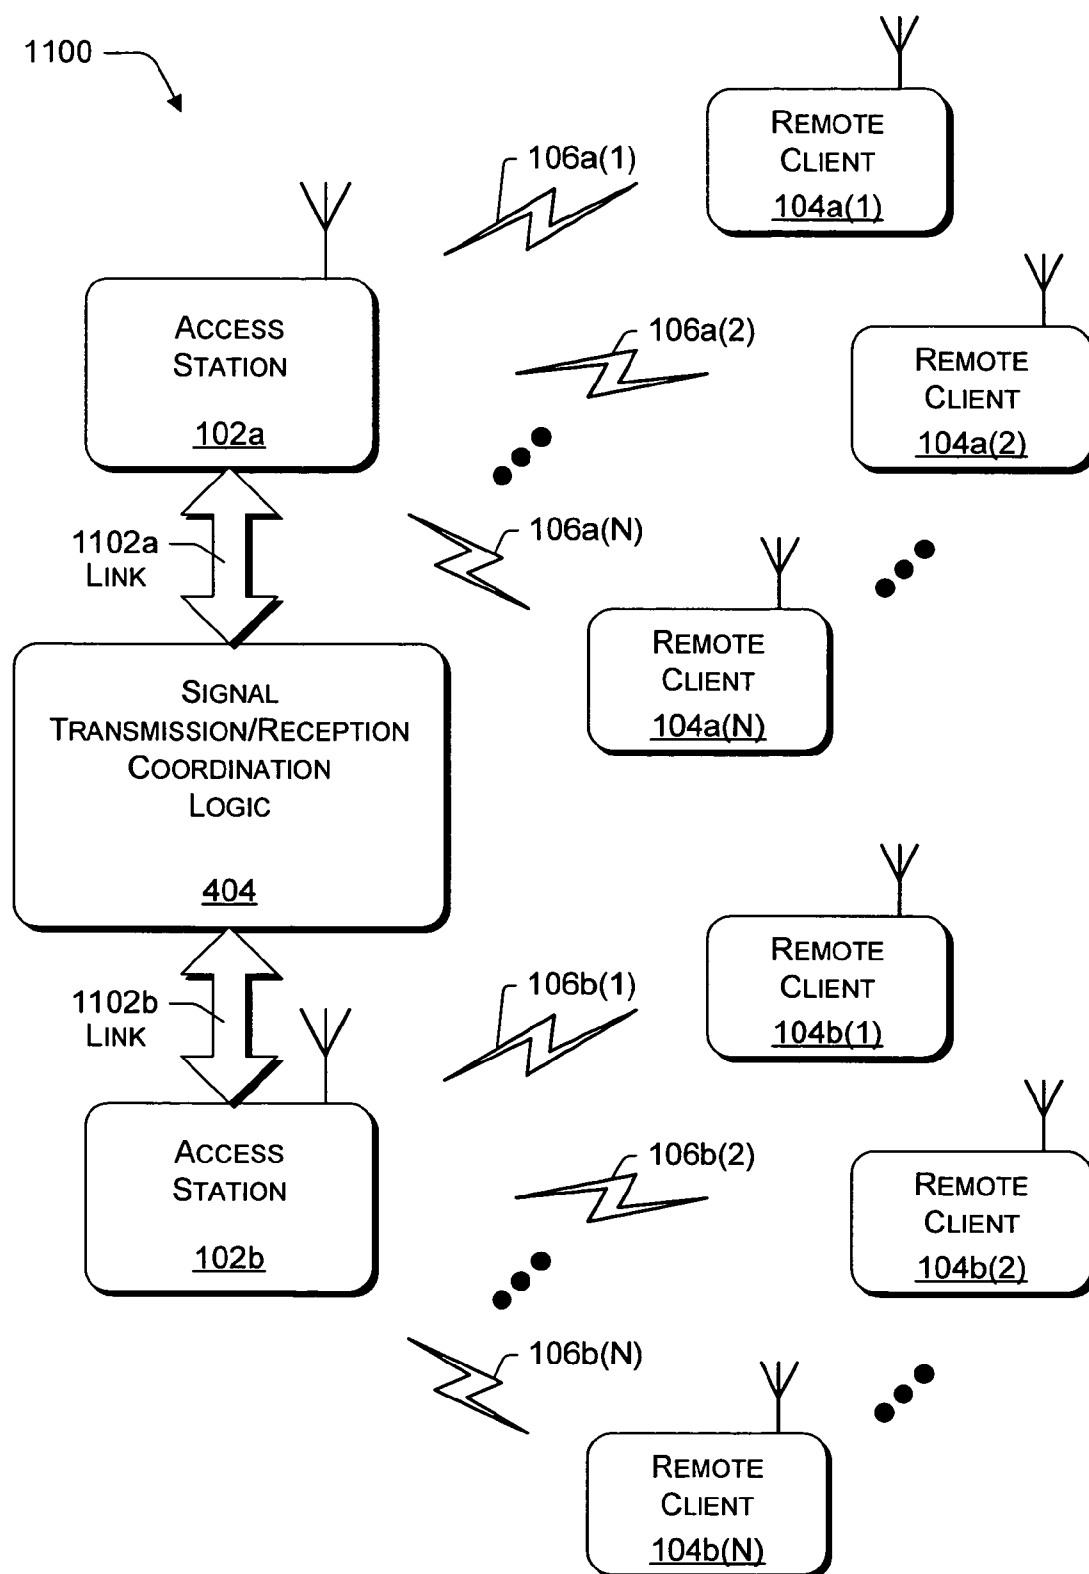 1100
106a(1)
REMOTE
CLIENT
104a(1)
ACCESS
STATION
102a
106a(2)
REMOTE
CLIENT
104a(2)
1102a
LINK
106a(N)
REMOTE
CLIENT
104a(N)
SIGNAL
TRANSMISSION/RECEPTION
COORDINATION
LOGIC
404
1102b
LINK
106b(1)
REMOTE
CLIENT
104b(1)
ACCESS
STATION
102b
106b(2)
REMOTE
CLIENT
104b(2)
106b(N)
REMOTE
CLIENT
104b(N)